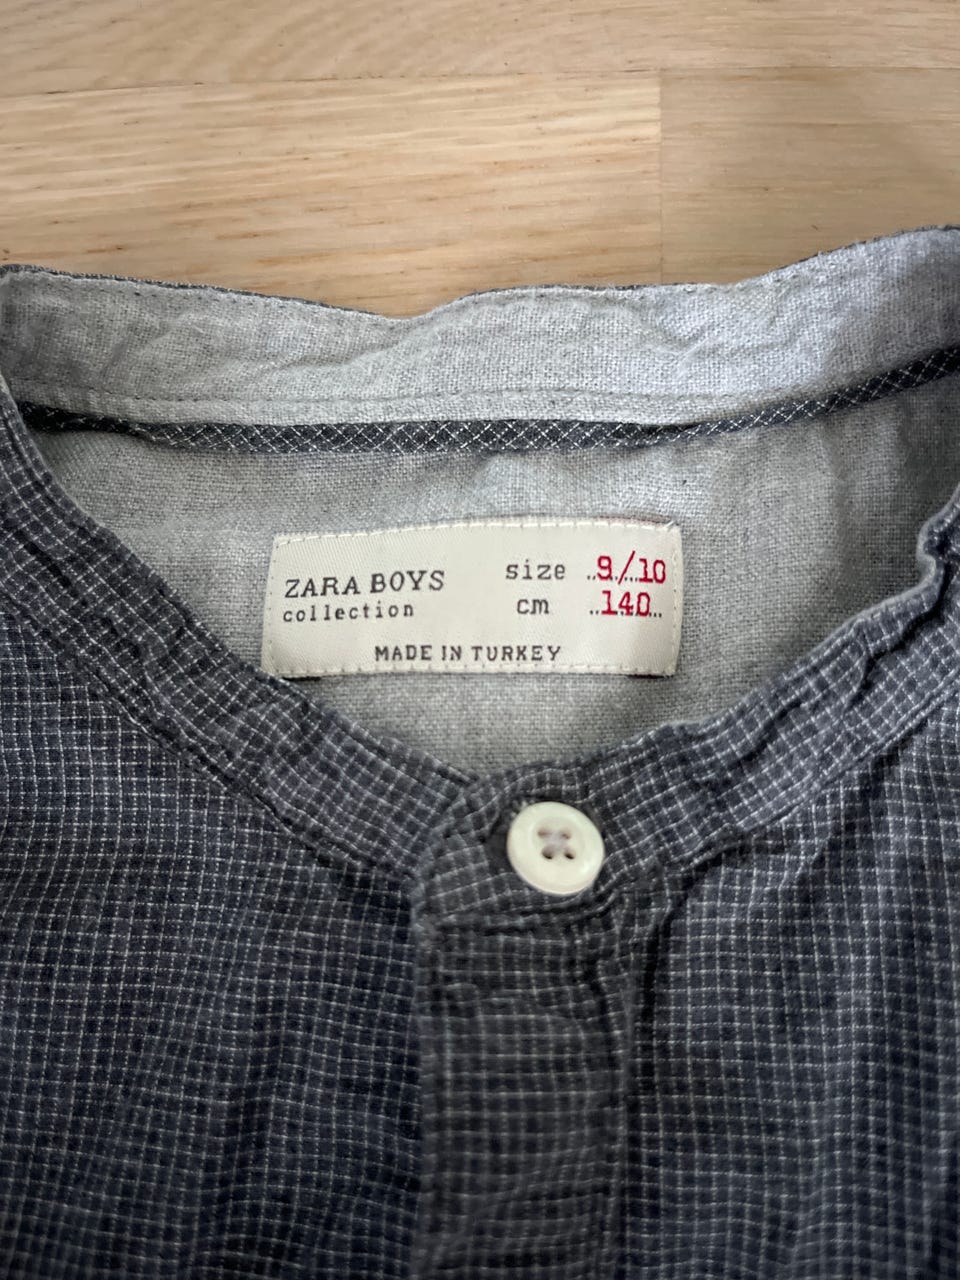 ZARA BOYS size ..9/10
collection cm ..140..
MADE IN TURKEY